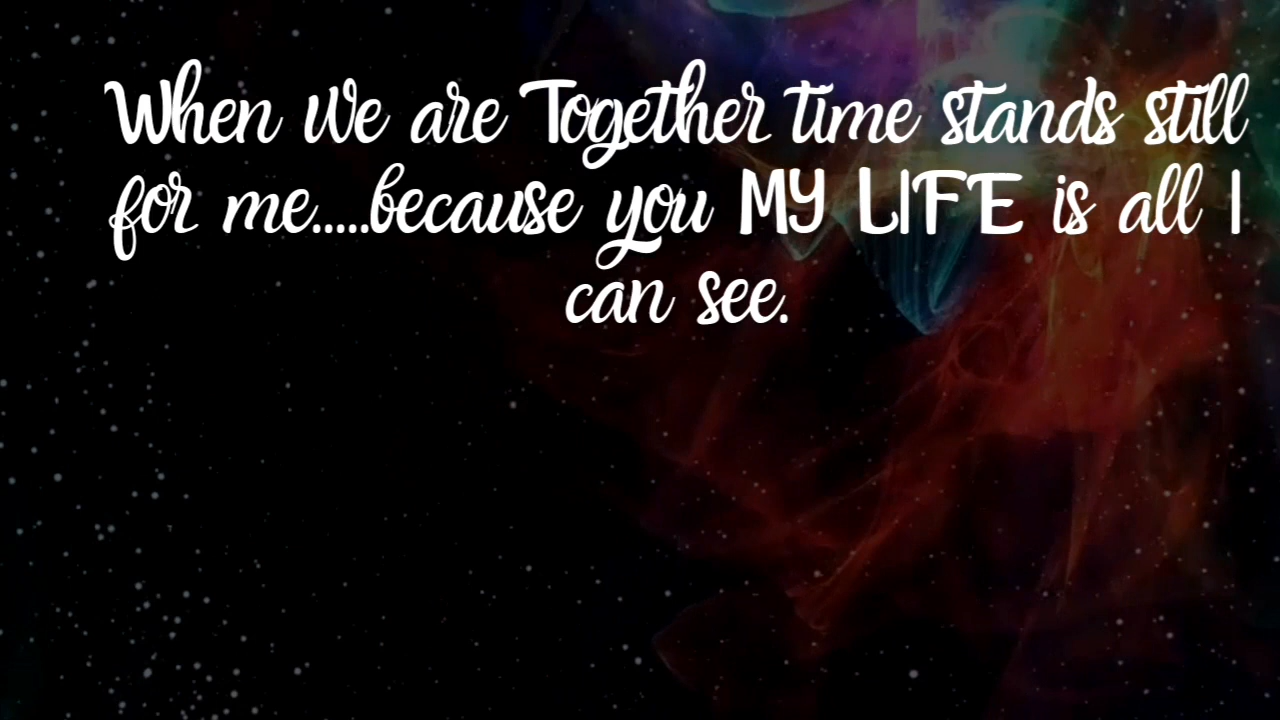 When We are Together time stands still
for me.....because you MY LIFE is all I
can see.